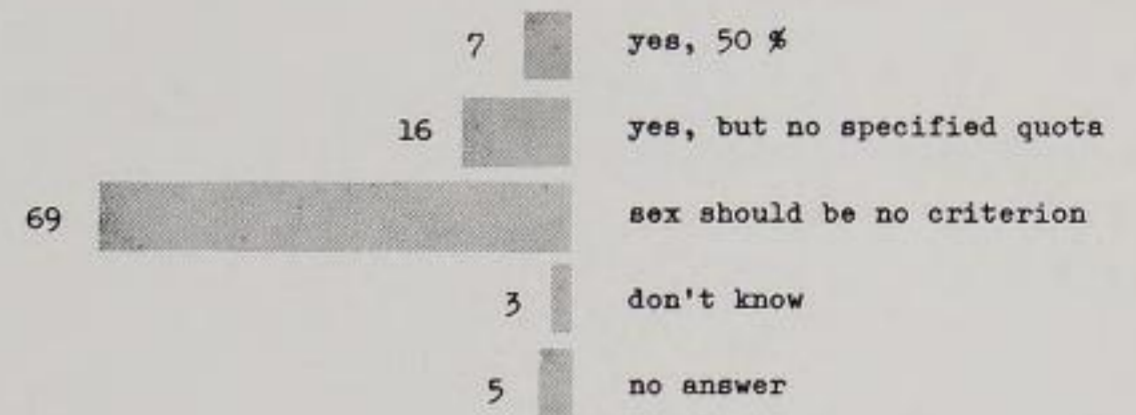 7 yes, 50 %
16 yes, but no specified quota
69 sex should be no criterion
3 don't know
5 no answer